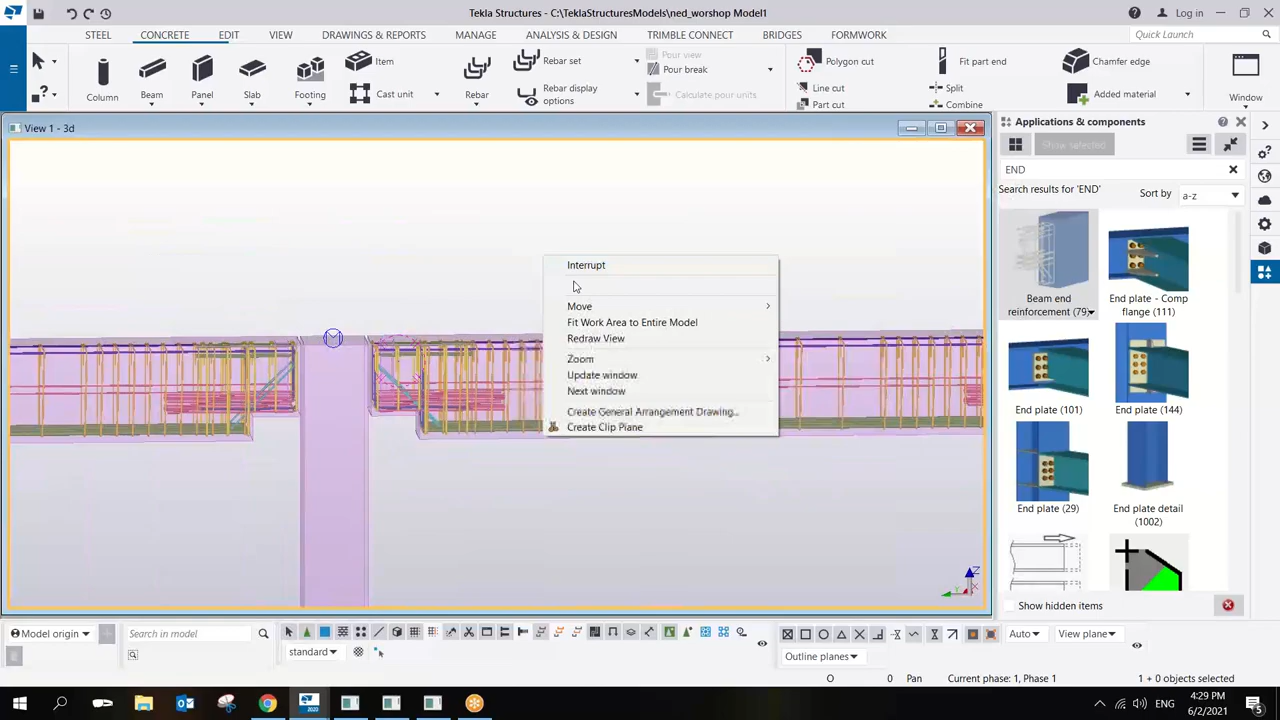 Tekla Structures - C:\TeklaStructuresModels\ned_workshop Model1
Log in
STEEL CONCRETE EDIT VIEW DRAWINGS & REPORTS MANAGE ANALYSIS & DESIGN TRIMBLE CONNECT BRIDGES FORMWORK
Quick Launch
Column
Beam
Panel
Slab
Footing
Item
Cast unit
Rebar
Rebar set
Rebar display
options
Pour view
Pour break
Calculate pour units
Polygon cut
Line cut
Part cut
Fit part end
Split
Combine
Chamfer edge
Added material
Window
View 1 - 3d
Interrupt
Move
Fit Work Area to Entire Model
Redraw View
Zoom
Update window
Next window
Create General Arrangement Drawing...
Create Clip Plane
Applications & components
Show selected
END
Search results for 'END'
Sort by
a-z
Beam end
reinforcement (79)
End plate - Comp
flange (111)
End plate (101)
End plate (144)
End plate (29)
End plate detail
(1002)
Show hidden items
Model origin
Search in model
standard
Auto
View plane
Outline planes
O 0 Pan Current phase: 1, Phase 1 1 + 0 objects selected
ENG
4:29 PM
6/2/2021
5